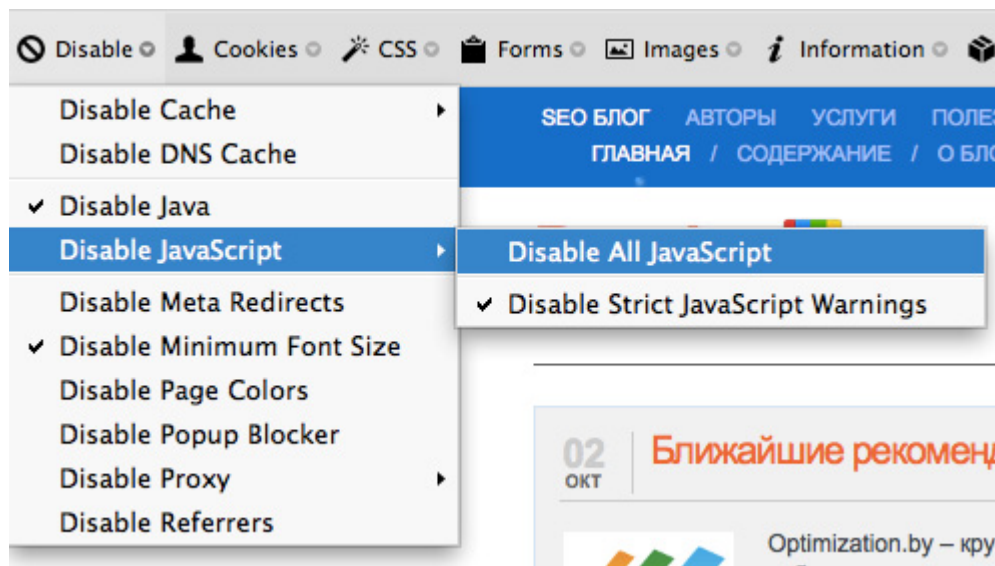 Disable Cookies CSS Forms Images Information
Disable Cache
Disable DNS Cache
Disable Java
Disable JavaScript
Disable Meta Redirects
Disable Minimum Font Size
Disable Page Colors
Disable Popup Blocker
Disable Proxy
Disable Referrers
Disable All JavaScript
Disable Strict JavaScript Warnings
SEO БЛОГ АВТОРЫ УСЛУГИ ПОЛЕЗ
ГЛАВНАЯ / СОДЕРЖАНИЕ / О БЛО
02
ОКТ
Ближайшие рекоменд
Optimization.by – кру